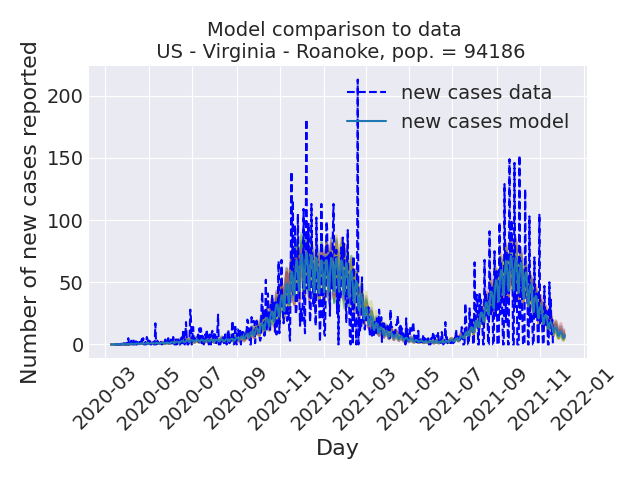 Model comparison to data
US - Virginia - Roanoke, pop. = 94186
new cases data
new cases model
Number of new cases reported
200
150
100
50
0
2020-03
2020-05
2020-07
2020-09
2020-11
2021-01
2021-03
2021-05
2021-07
2021-09
2021-11
2022-01
Day